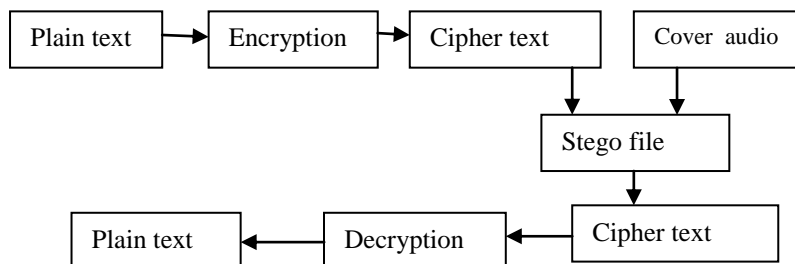 Plain text
Encryption
Cipher text
Cover audio
Stego file
Cipher text
Decryption
Plain text